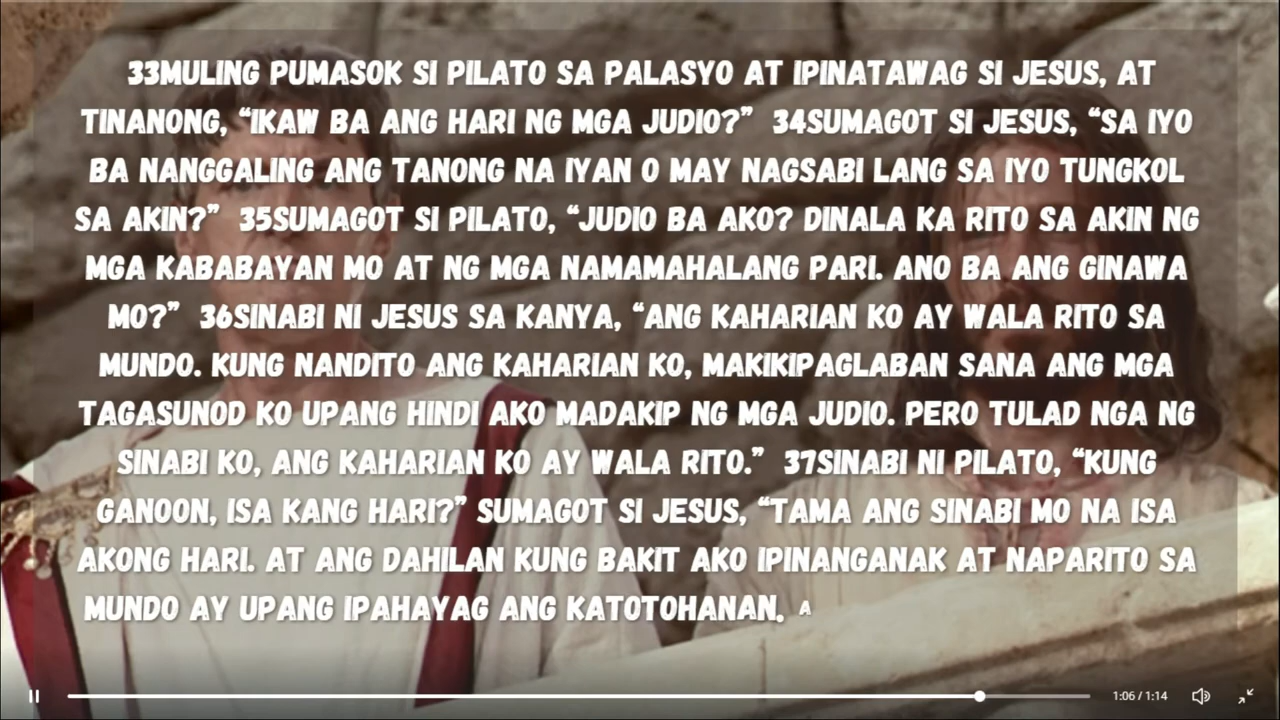 33MULING PUMASOK SI PILATO SA PALASYO AT IPINATAWAG SI JESUS, AT
TINANONG, “IKAW BA ANG HARI NG MGA JUDIO?” 34SUMAGOT SI JESUS, “SA IYO
BA NANGGALING ANG TANONG NA IYAN O MAY NAGSABI LANG SA IYO TUNGKOL
SA AKIN?” 35SUMAGOT SI PILATO, “JUDIO BA AKO? DINALA KA RITO SA AKIN NG
MGA KABABAYAN MO AT NG MGA NAMAMAHALANG PARI. ANO BA ANG GINAWA
MO?” 36SINABI NI JESUS SA KANYA, “ANG KAHARIAN KO AY WALA RITO SA
MUNDO. KUNG NANDITO ANG KAHARIAN KO, MAKIKIPAGLABAN SANA ANG MGA
TAGASUNOD KO UPANG HINDI AKO MADAKIP NG MGA JUDIO. PERO TULAD NGA NG
SINABI KO, ANG KAHARIAN KO AY WALA RITO.” 37SINABI NI PILATO, “KUNG
GANOON, ISA KANG HARI?” SUMAGOT SI JESUS, “TAMA ANG SINABI MO NA ISA
AKONG HARI. AT ANG DAHILAN KUNG BAKIT AKO IPINANGANAK AT NAPARITO SA
MUNDO AY UPANG IPAHAYAG ANG KATOTOHANAN. A
1:06 / 1:14